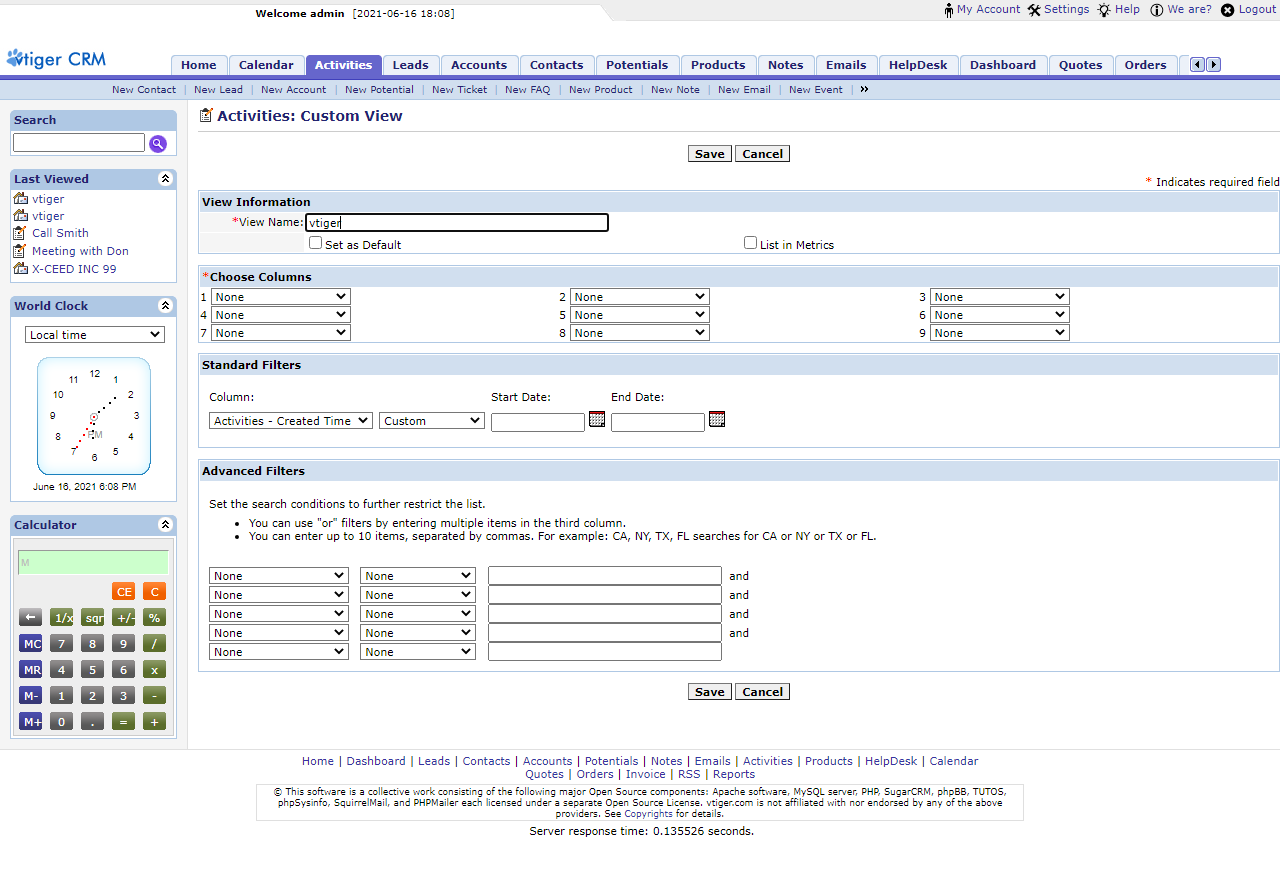 Welcome admin [2021-06-16 18:08]
My Account Settings Help We are? Logout
vtiger CRM
Home Calendar Activities Leads Accounts Contacts Potentials Products Notes Emails HelpDesk Dashboard Quotes Orders
New Contact | New Lead | New Account | New Potential | New Ticket | New FAQ | New Product | New Note | New Email | New Event | »
Search
Last Viewed
vtiger
vtiger
Call Smith
Meeting with Don
X-CEED INC 99
World Clock
Local time
12
11 1
10 2
9 3
8 PM 4
7 5
6
June 16, 2021 6:08 PM
Calculator
M
CE C
← 1/x sqr +/- %
MC 7 8 9 /
MR 4 5 6 x
M- 1 2 3 -
M+ 0 . = +
Activities: Custom View
Save Cancel
* Indicates required field
View Information
*View Name: vtiger
Set as Default List in Metrics
*Choose Columns
1 None 2 None 3 None
4 None 5 None 6 None
7 None 8 None 9 None
Standard Filters
Column: Start Date: End Date:
Activities - Created Time Custom
Advanced Filters
Set the search conditions to further restrict the list.
• You can use "or" filters by entering multiple items in the third column.
• You can enter up to 10 items, separated by commas. For example: CA, NY, TX, FL searches for CA or NY or TX or FL.
None None and
None None and
None None and
None None and
None None
Save Cancel
Home | Dashboard | Leads | Contacts | Accounts | Potentials | Notes | Emails | Activities | Products | HelpDesk | Calendar
Quotes | Orders | Invoice | RSS | Reports
© This software is a collective work consisting of the following major Open Source components: Apache software, MySQL server, PHP, SugarCRM, phpBB, TUTOS,
phpSysinfo, SquirrelMail, and PHPMailer each licensed under a separate Open Source License. vtiger.com is not affiliated with nor endorsed by any of the above
providers. See Copyrights for details.
Server response time: 0.135526 seconds.